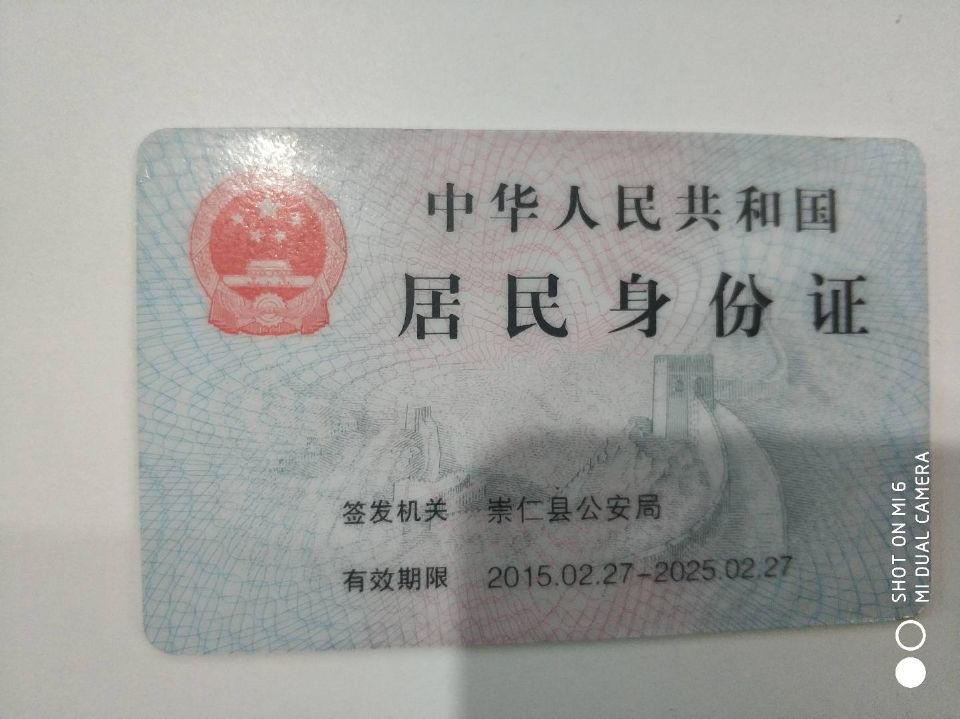 中华人民共和国
居民身份证
签发机关 崇仁县公安局
有效期限 2015.02.27-2025.02.27
SHOT ON MI 6
MI DUAL CAMERA